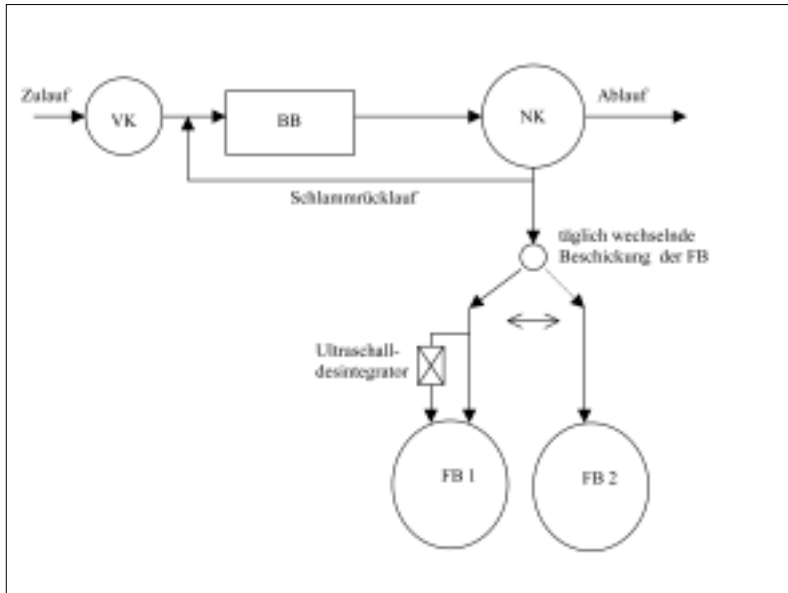 Zulauf
VK
BB
NK
Ablauf
Schlammrücklauf
täglich wechselnde
Beschickung der FB
Ultraschall-
desintegrator
FB 1
FB 2